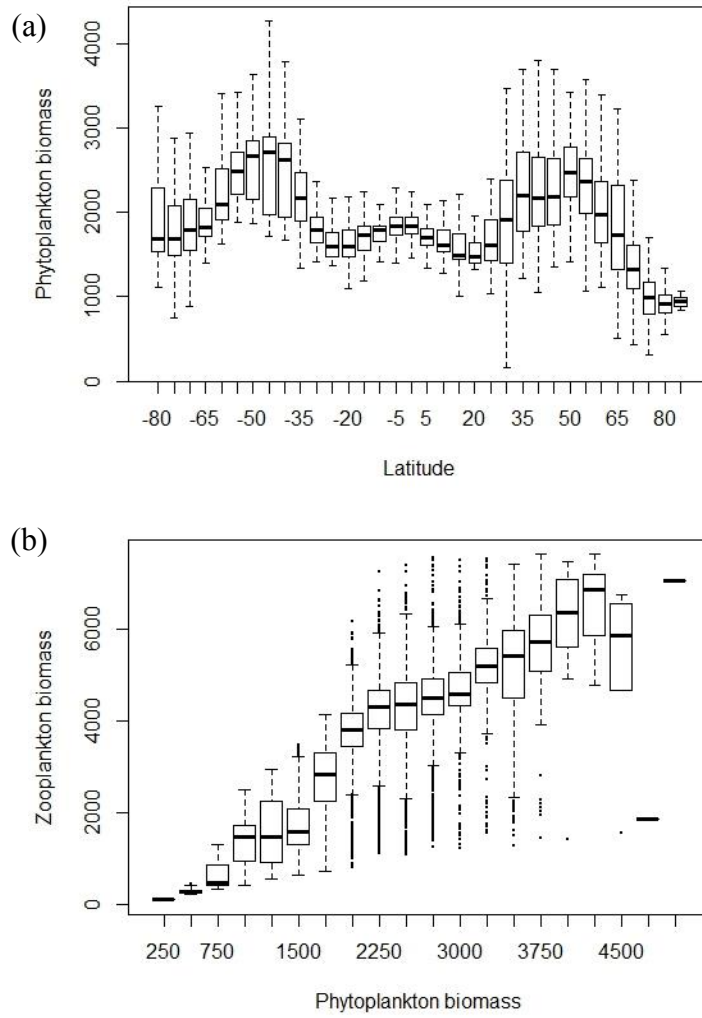 (a)
Phytoplankton biomass
4000
3000
2000
1000
0
-80 -65 -50 -35 -20 -5 5 20 35 50 65 80
Latitude
(b)
Zooplankton biomass
6000
4000
2000
0
250 750 1500 2250 3000 3750 4500
Phytoplankton biomass